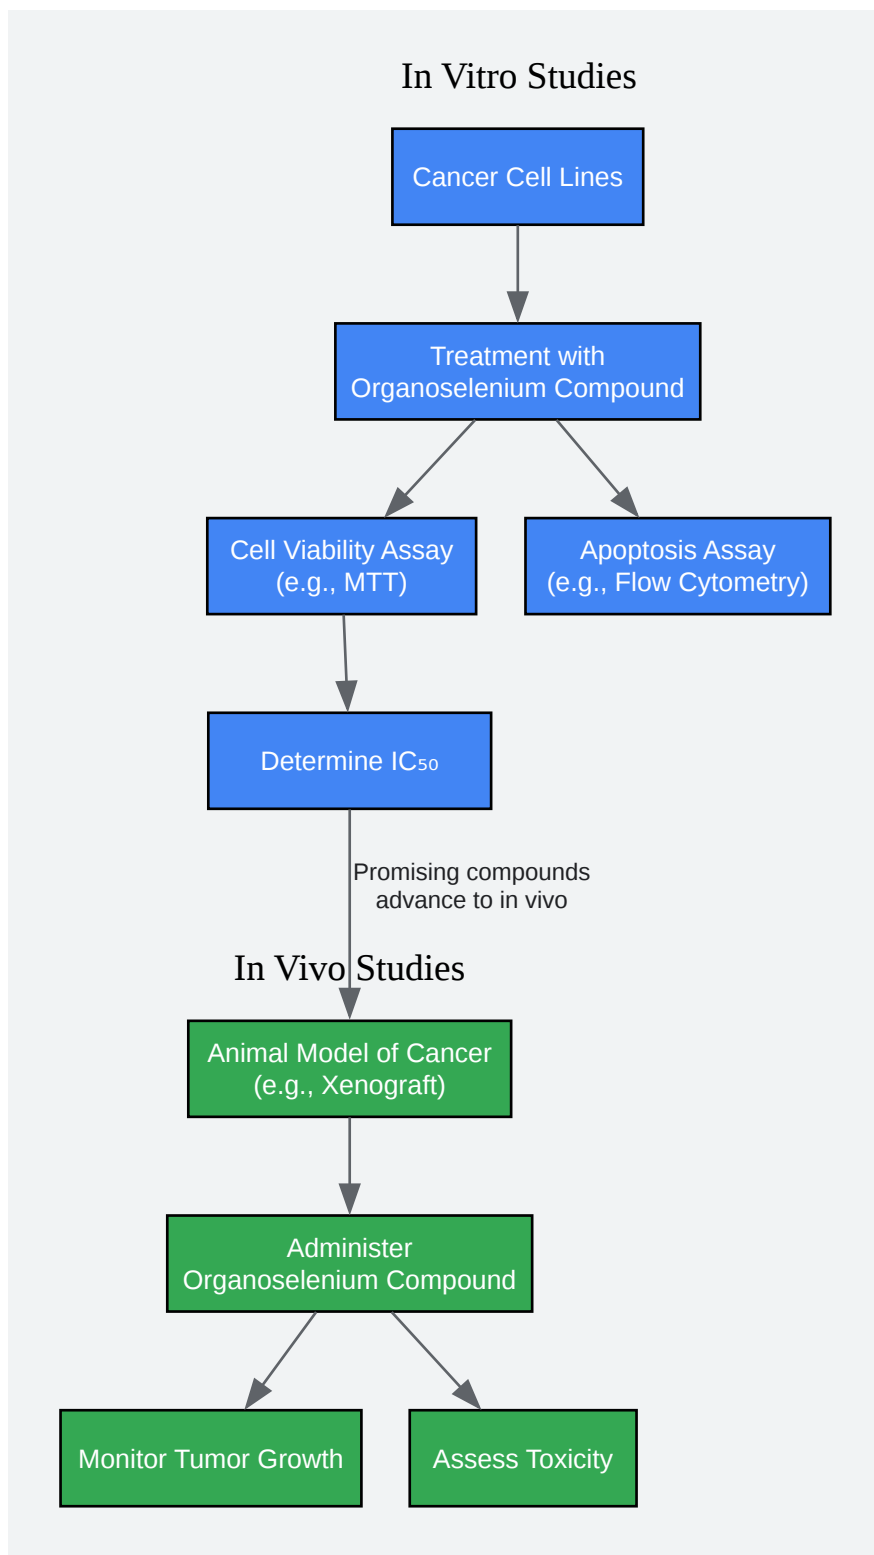 In Vitro Studies
Cancer Cell Lines
Treatment with
Organoselenium Compound
Cell Viability Assay
(e.g., MTT)
Apoptosis Assay
(e.g., Flow Cytometry)
Determine IC₅₀
Promising compounds
advance to in vivo
In Vivo Studies
Animal Model of Cancer
(e.g., Xenograft)
Administer
Organoselenium Compound
Monitor Tumor Growth
Assess Toxicity